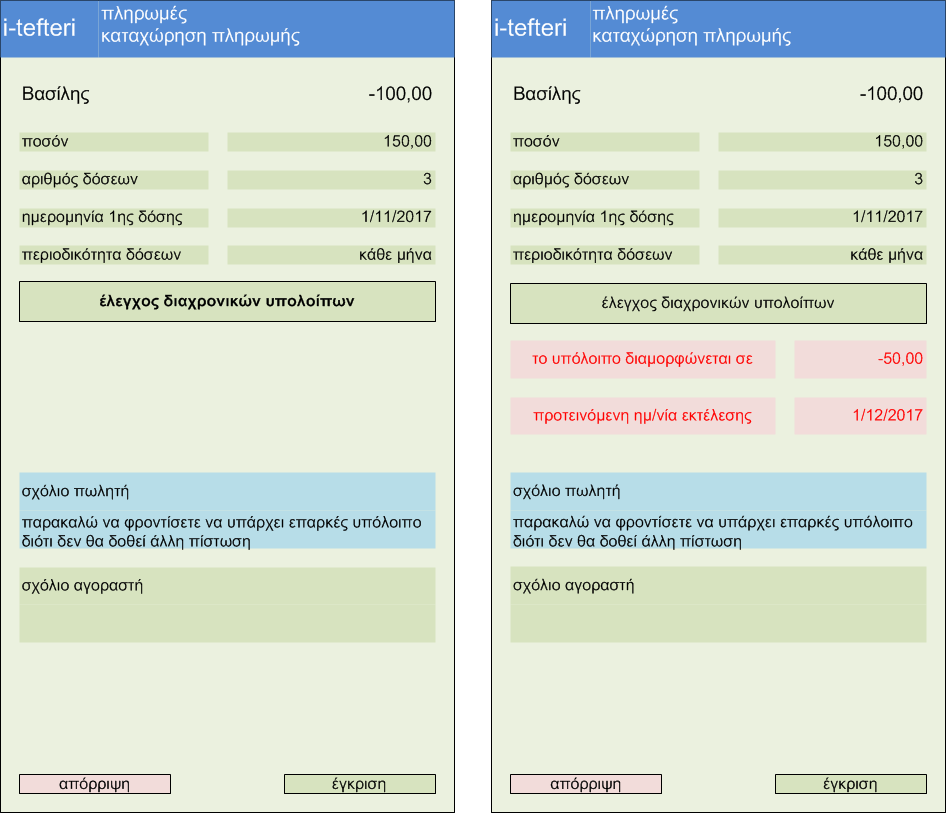 i-tefteri
πληρωμές
καταχώρηση πληρωμής
Βασίλης -100,00
ποσόν 150,00
αριθμός δόσεων 3
ημερομηνία 1ης δόσης 1/11/2017
περιοδικότητα δόσεων κάθε μήνα
έλεγχος διαχρονικών υπολοίπων
σχόλιο πωλητή
παρακαλώ να φροντίσετε να υπάρχει επαρκές υπόλοιπο
διότι δεν θα δοθεί άλλη πίστωση
σχόλιο αγοραστή
απόρριψη έγκριση
i-tefteri
πληρωμές
καταχώρηση πληρωμής
Βασίλης -100,00
ποσόν 150,00
αριθμός δόσεων 3
ημερομηνία 1ης δόσης 1/11/2017
περιοδικότητα δόσεων κάθε μήνα
έλεγχος διαχρονικών υπολοίπων
το υπόλοιπο διαμορφώνεται σε -50,00
προτεινόμενη ημ/νία εκτέλεσης 1/12/2017
σχόλιο πωλητή
παρακαλώ να φροντίσετε να υπάρχει επαρκές υπόλοιπο
διότι δεν θα δοθεί άλλη πίστωση
σχόλιο αγοραστή
απόρριψη έγκριση